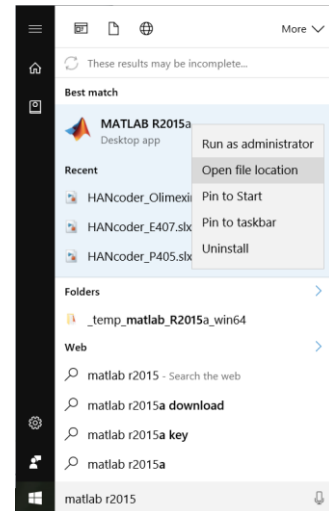 More
These results may be incomplete...
Best match
MATLAB R2015a
Desktop app
Run as administrator
Open file location
Pin to Start
Pin to taskbar
Uninstall
Recent
HANcoder_Olimexi
HANcoder_E407.slx
HANcoder_P405.slx
Folders
_temp_matlab_R2015a_win64
Web
matlab r2015 - Search the web
matlab r2015a download
matlab r2015a key
matlab r2015a
matlab r2015